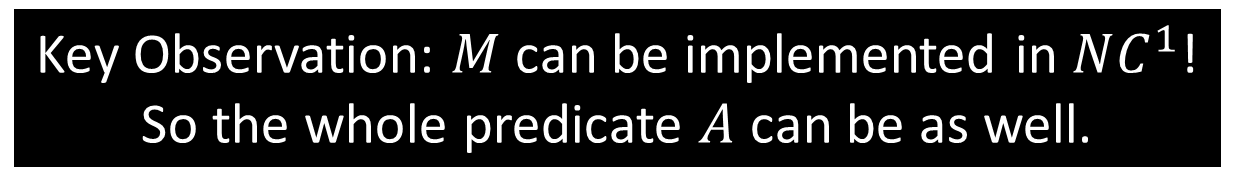 Key Observation: M can be implemented in NC¹!
So the whole predicate A can be as well.